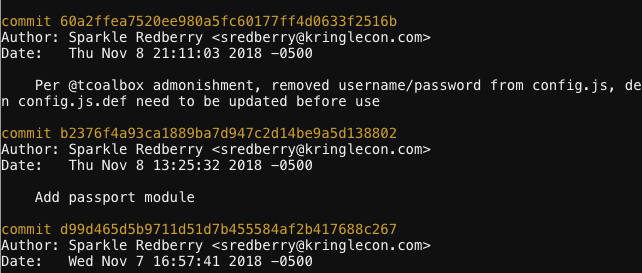 commit 60a2ffea7520ee980a5fc60177ff4d0633f2516b
Author: Sparkle Redberry <sredberry@kringlecon.com>
Date:   Thu Nov 8 21:11:03 2018 -0500
    Per @tcoalbox admonishment, removed username/password from config.js, de
n config.js.def need to be updated before use
commit b2376f4a93ca1889ba7d947c2d14be9a5d138802
Author: Sparkle Redberry <sredberry@kringlecon.com>
Date:   Thu Nov 8 13:25:32 2018 -0500
    Add passport module
commit d99d465d5b9711d51d7b455584af2b417688c267
Author: Sparkle Redberry <sredberry@kringlecon.com>
Date:   Wed Nov 7 16:57:41 2018 -0500